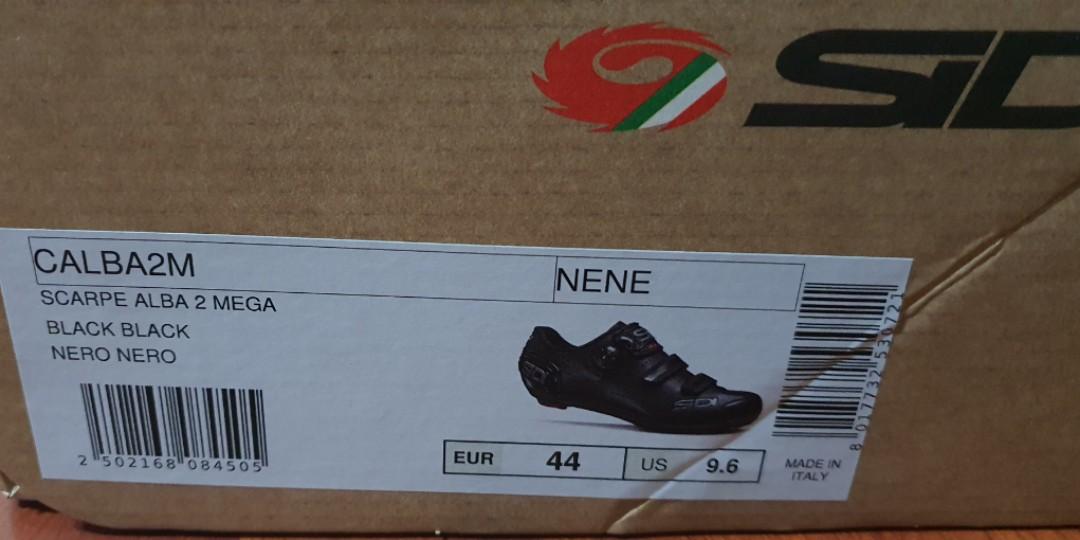 SIDI
CALBA2M
NENE
SCARPE ALBA 2 MEGA
BLACK BLACK
NERO NERO
SIDI
2 502168 084505
EUR 44 US 9.6
MADE IN
ITALY
8 017732 530721